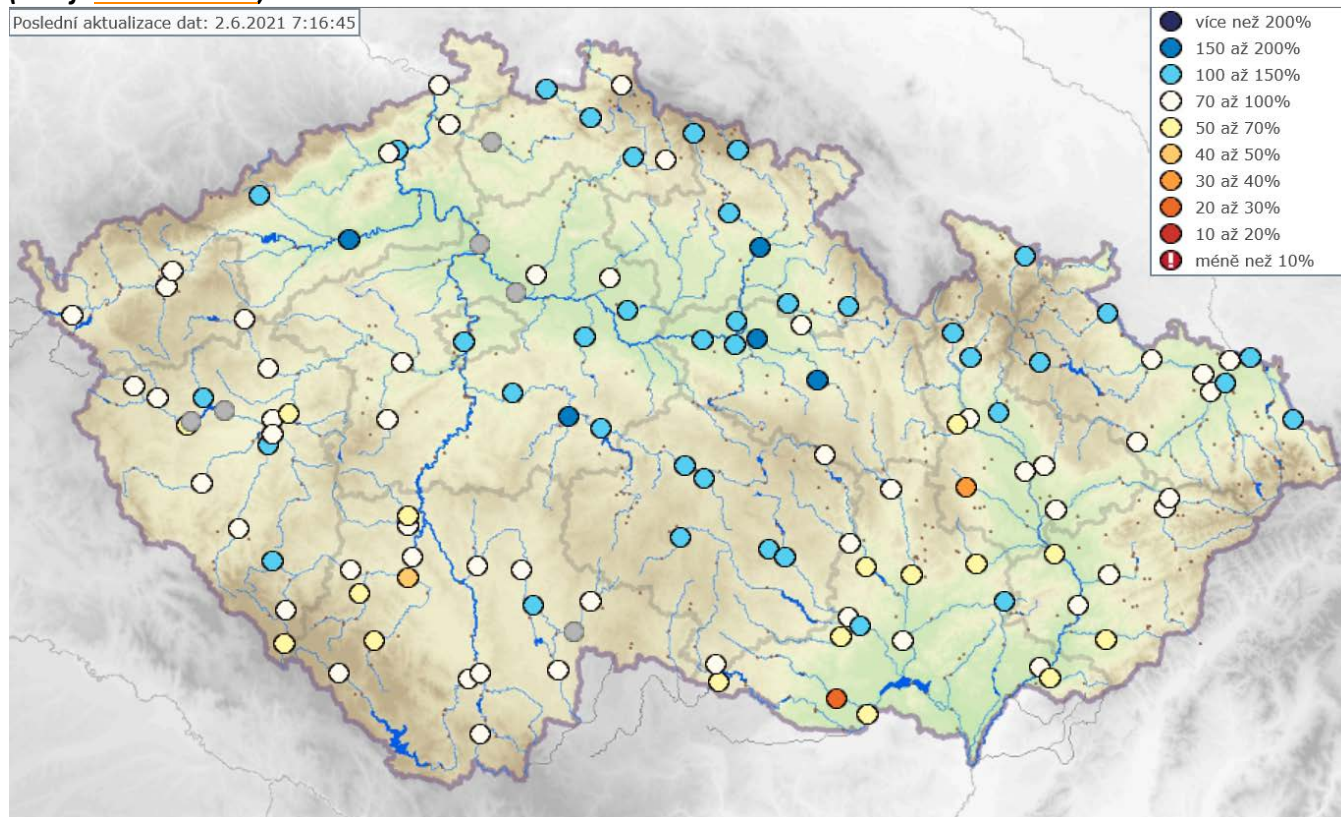 Poslední aktualizace dat: 2.6.2021 7:16:45
více než 200%
150 až 200%
100 až 150%
70 až 100%
50 až 70%
40 až 50%
30 až 40%
20 až 30%
10 až 20%
méně než 10%